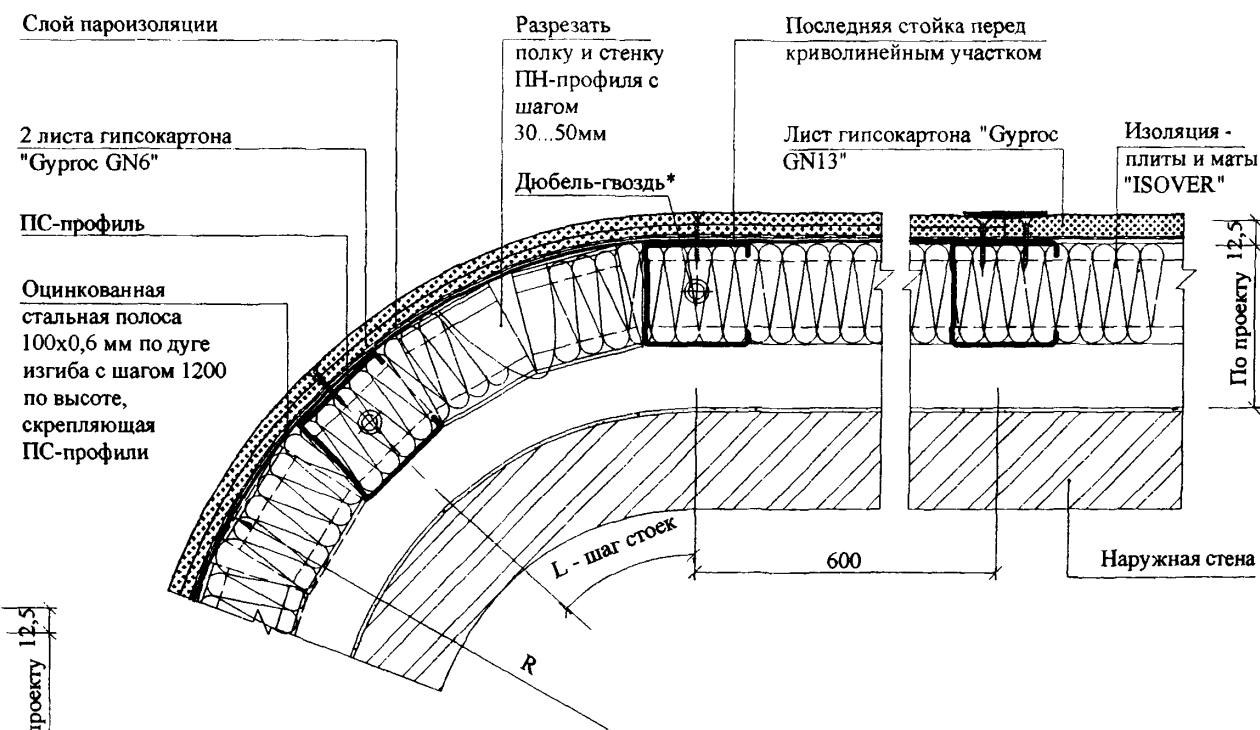 Слой пароизоляции
2 листа гипсокартона
"Gyproc GN6"
ПС-профиль
Оцинкованная
стальная полоса
100х0,6 мм по дуге
изгиба с шагом 1200
по высоте,
скрепляющая
ПС-профили
Разрезать
полку и стенку
ПН-профиля с
шагом
30...50мм
Дюбель-гвоздь*
Последняя стойка перед
криволинейным участком
Лист гипсокартона "Gyproc
GN13"
Изоляция -
плиты и маты
"ISOVER"
12,5
По проекту
L - шаг стоек
600
Наружная стена
R
12,5
проекту